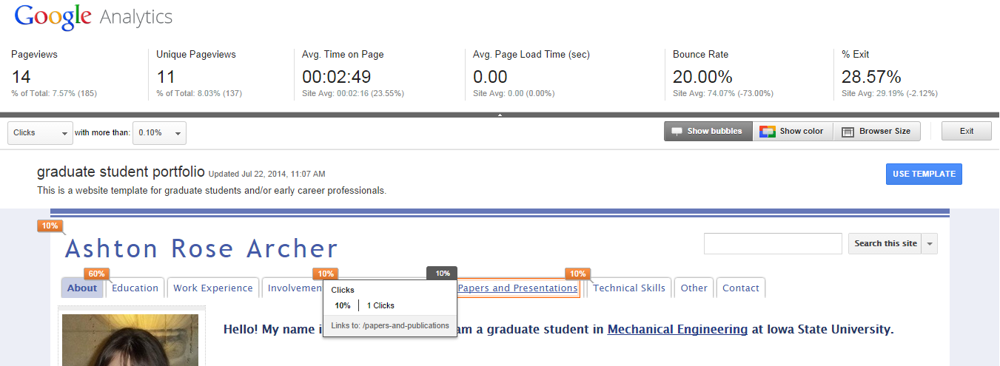 Google Analytics
Pageviews
14
% of Total: 7.57% (185)
Unique Pageviews
11
% of Total: 8.03% (137)
Avg. Time on Page
00:02:49
Site Avg: 00:02:16 (23.55%)
Avg. Page Load Time (sec)
0.00
Site Avg: 0.00 (0.00%)
Bounce Rate
20.00%
Site Avg: 74.07% (-73.00%)
% Exit
28.57%
Site Avg: 29.19% (-2.12%)
Clicks with more than: 0.10% Show bubbles Show color Browser Size Exit
graduate student portfolio Updated Jul 22, 2014, 11:07 AM
USE TEMPLATE
This is a website template for graduate students and/or early career professionals.
10%
Ashton Rose Archer
Search this site
60% 10% 10% 10%
About Education Work Experience Involvemen Papers and Presentations Technical Skills Other Contact
Clicks
10% 1 Clicks
Links to: /papers-and-publications
Hello! My name i am a graduate student in Mechanical Engineering at Iowa State University.